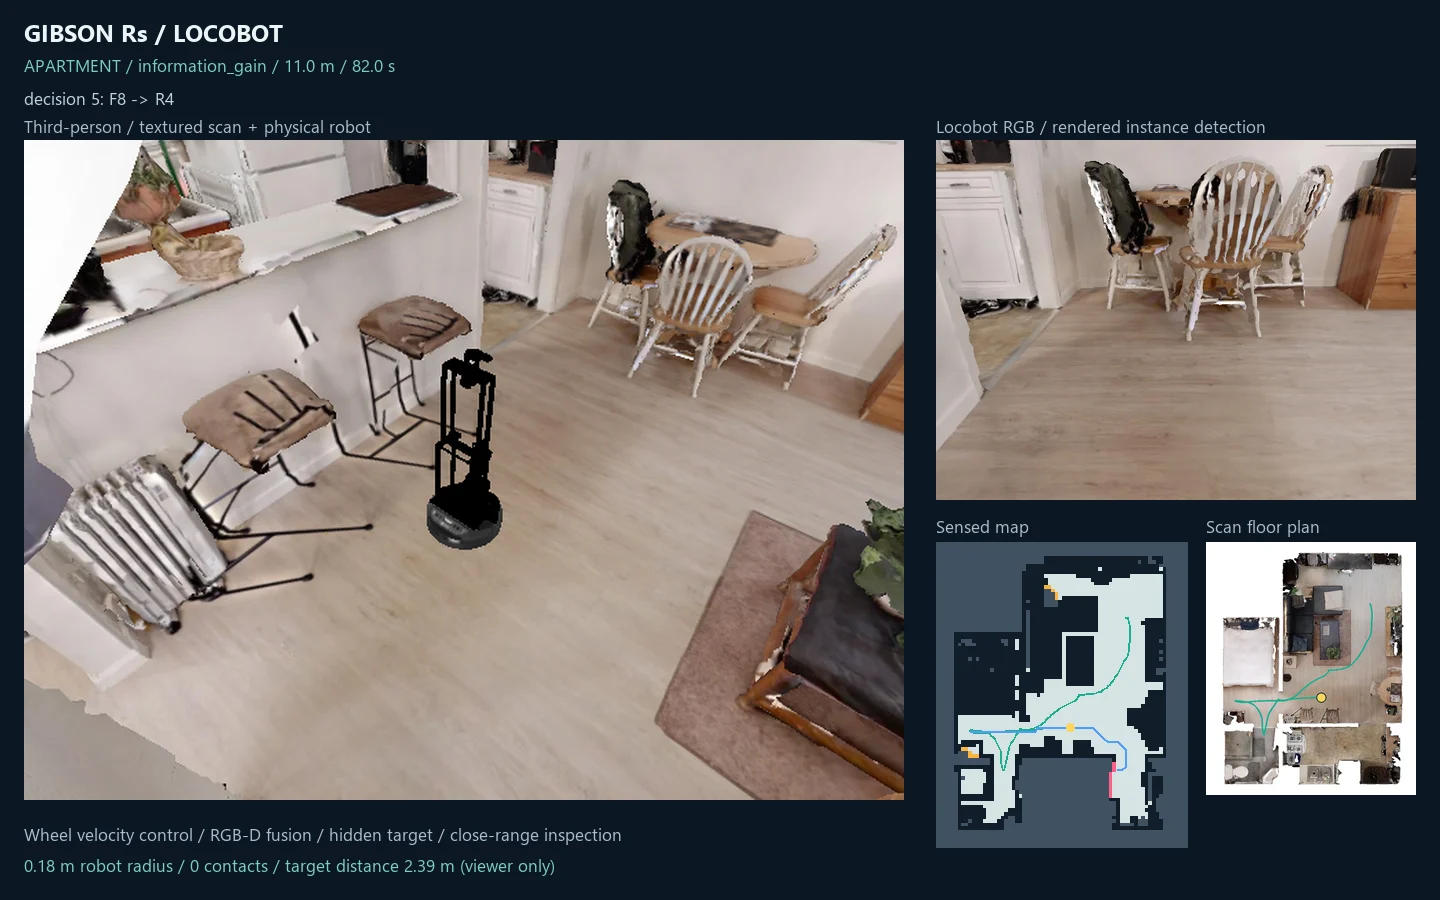 GIBSON Rs / LOCOBOT
APARTMENT / information_gain / 11.0 m / 82.0 s
decision 5: F8 -> R4
Third-person / textured scan + physical robot
Locobot RGB / rendered instance detection
Sensed map
Scan floor plan
Wheel velocity control / RGB-D fusion / hidden target / close-range inspection
0.18 m robot radius / 0 contacts / target distance 2.39 m (viewer only)